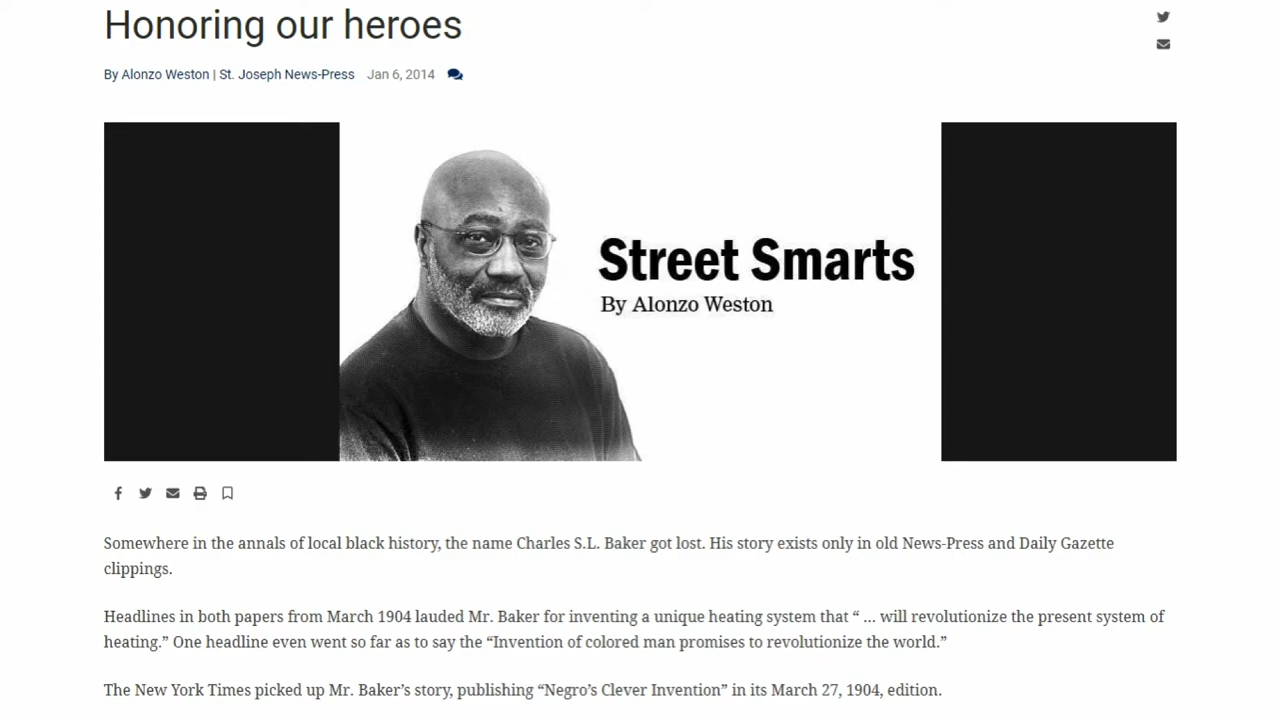 Honoring our heroes
By Alonzo Weston | St. Joseph News-Press Jan 6, 2014
Street Smarts
By Alonzo Weston
Somewhere in the annals of local black history, the name Charles S.L. Baker got lost. His story exists only in old News-Press and Daily Gazette
clippings.
Headlines in both papers from March 1904 lauded Mr. Baker for inventing a unique heating system that “ ... will revolutionize the present system of
heating.” One headline even went so far as to say the “Invention of colored man promises to revolutionize the world.”
The New York Times picked up Mr. Baker’s story, publishing “Negro’s Clever Invention” in its March 27, 1904, edition.